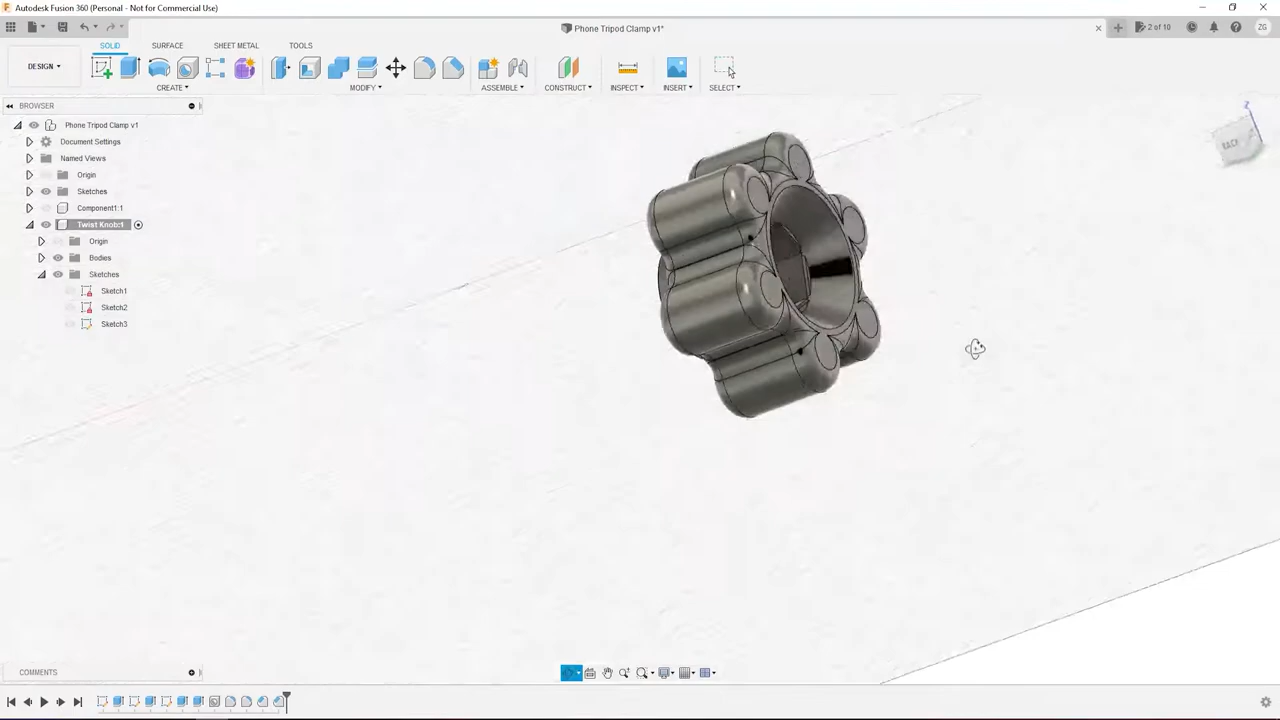 Autodesk Fusion 360 (Personal - Not for Commercial Use)
Phone Tripod Clamp v1*
2 of 10
ZG
DESIGN
SOLID
SURFACE
SHEET METAL
TOOLS
CREATE
MODIFY
ASSEMBLE
CONSTRUCT
INSPECT
INSERT
SELECT
BROWSER
Phone Tripod Clamp v1
Document Settings
Named Views
Origin
Sketches
Component1:1
Twist Knob:1
Origin
Bodies
Sketches
Sketch1
Sketch2
Sketch3
BACK
Z
COMMENTS